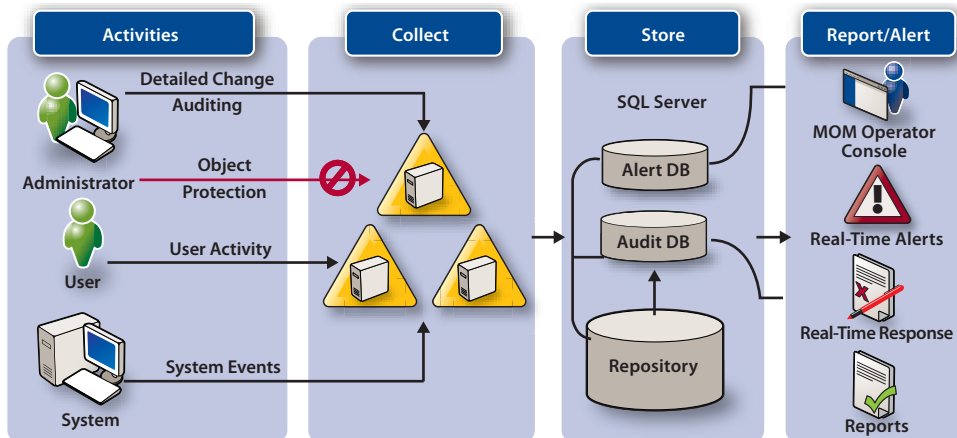 Activities
Collect
Store
Report/Alert
Detailed Change
Auditing
Administrator
Object
Protection
User Activity
User
System Events
System
SQL Server
Alert DB
Audit DB
Repository
MOM Operator
Console
Real-Time Alerts
Real-Time Response
Reports